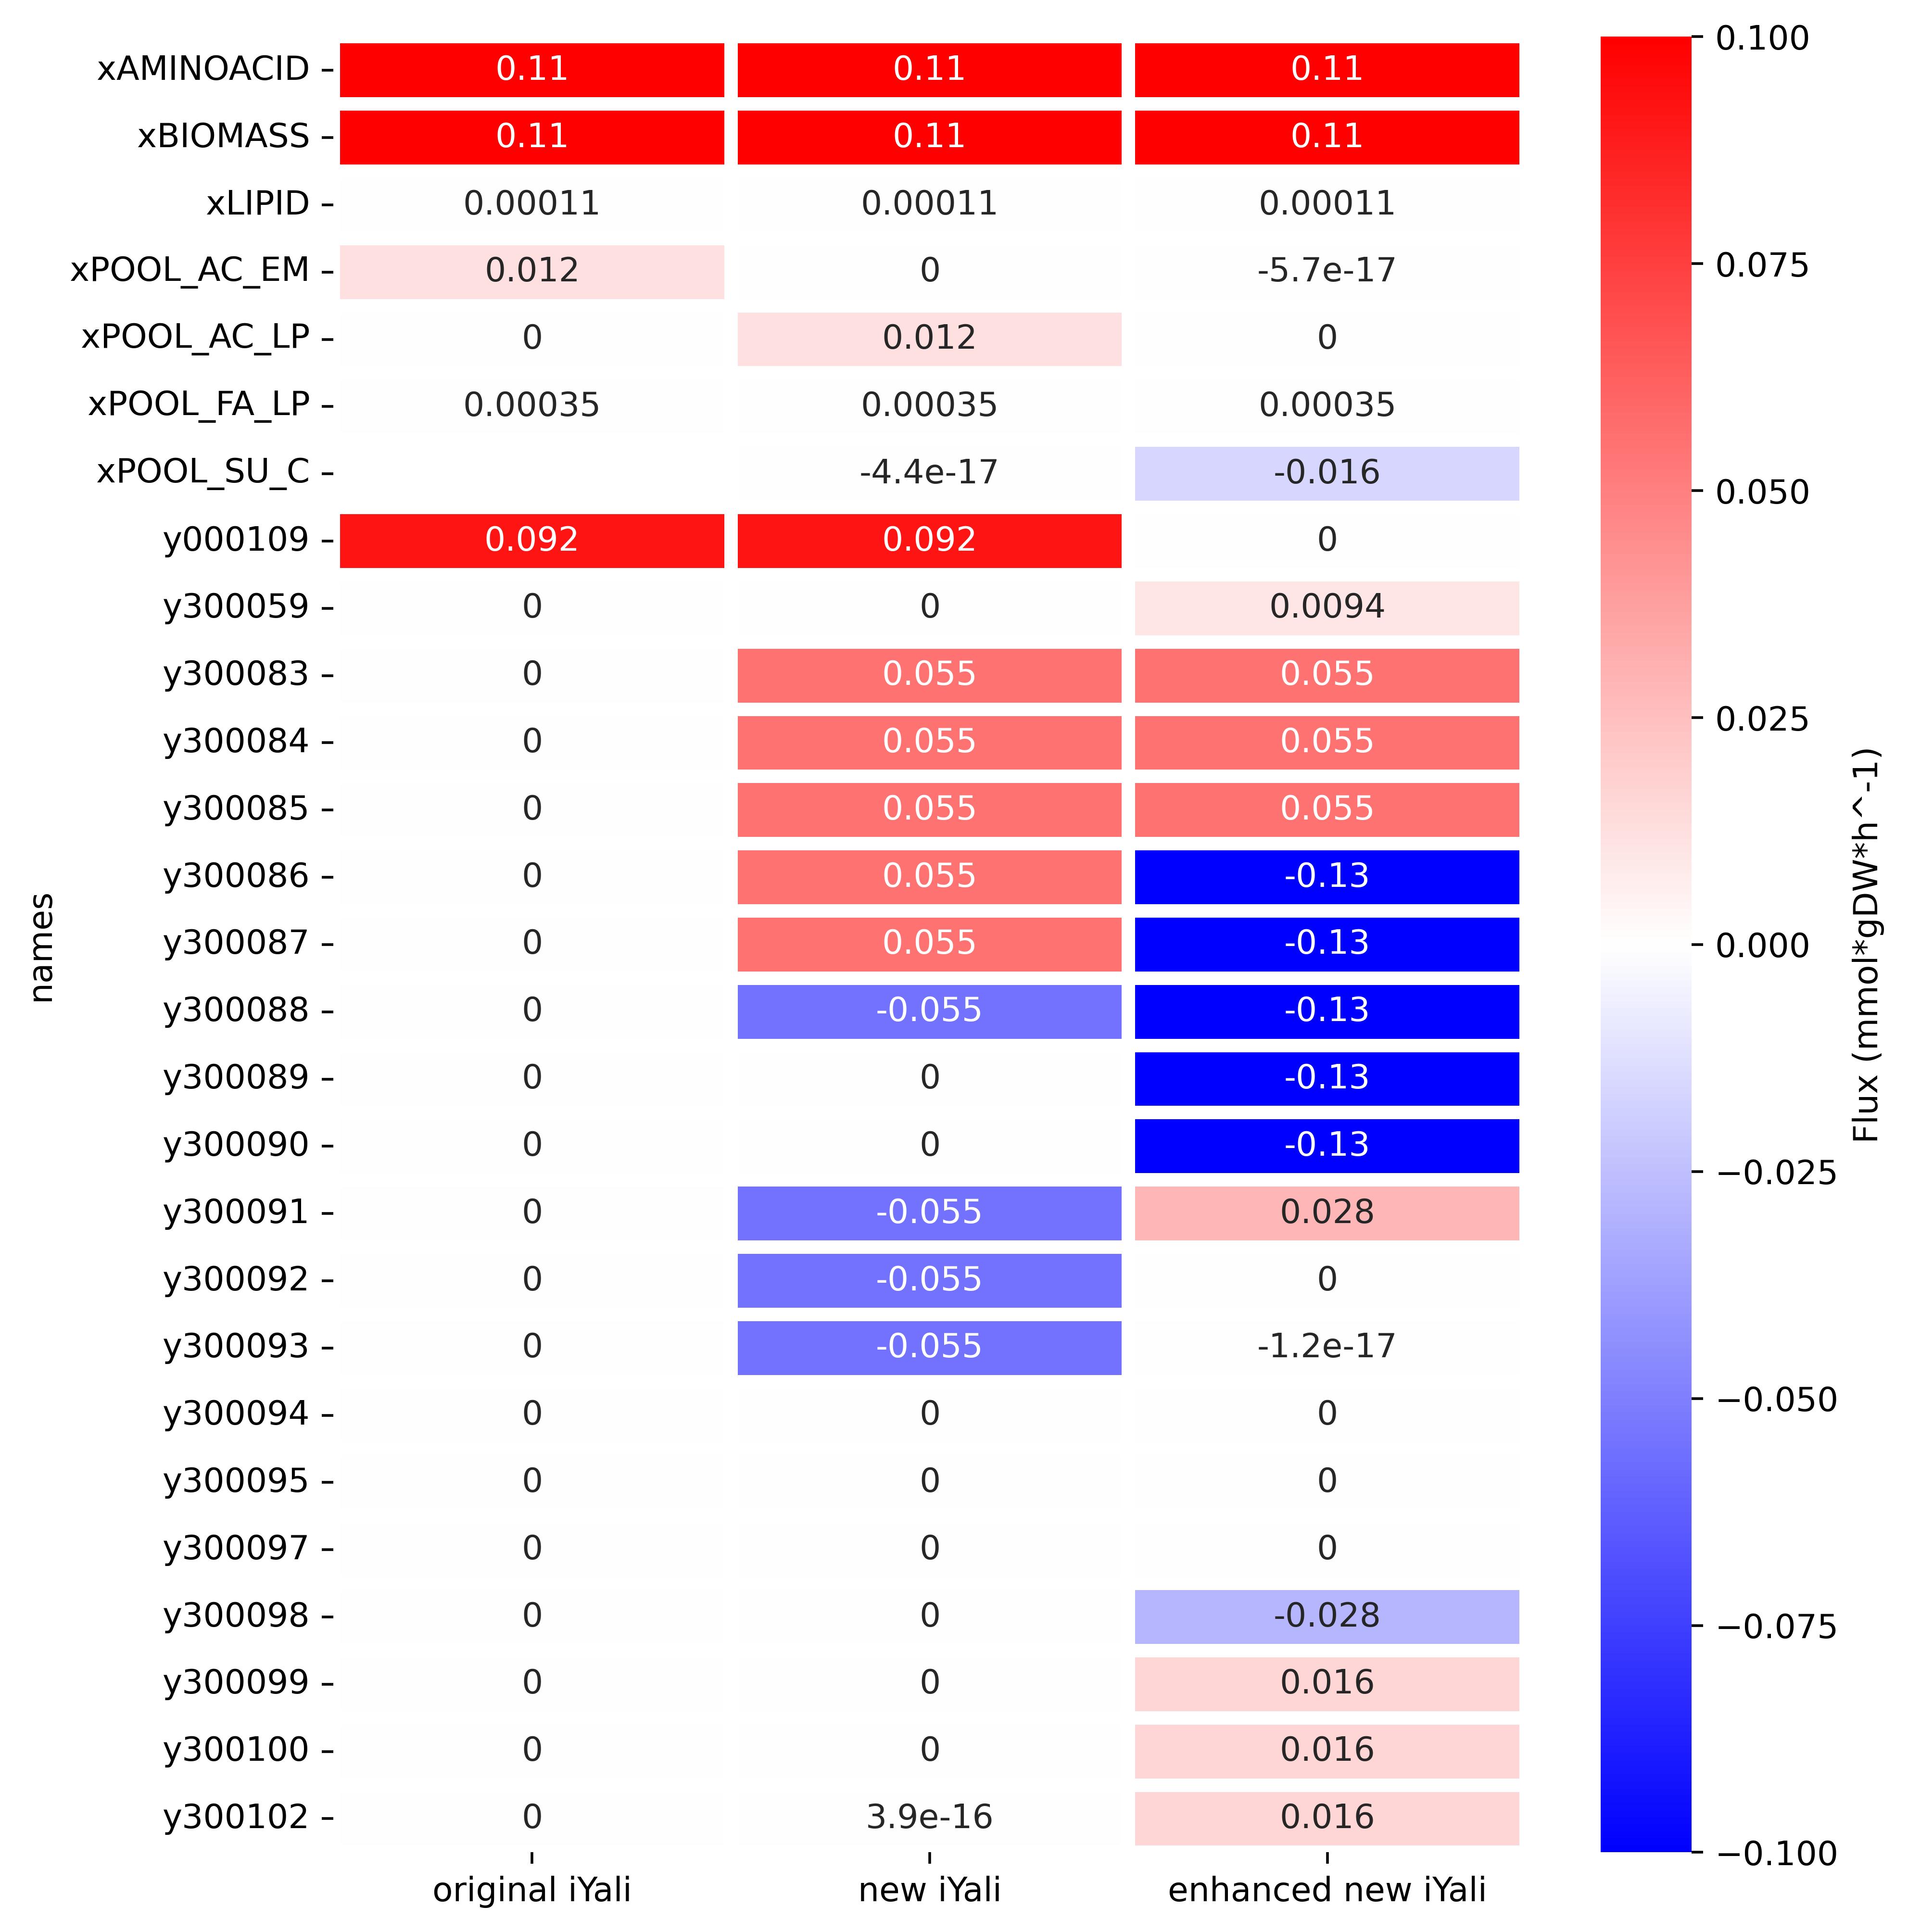 xAMINOACID 0.11 0.11 0.11
xBIOMASS 0.11 0.11 0.11
xLIPID 0.00011 0.00011 0.00011
xPOOL_AC_EM 0.012 0 -5.7e-17
xPOOL_AC_LP 0 0.012 0
xPOOL_FA_LP 0.00035 0.00035 0.00035
xPOOL_SU_C -4.4e-17 -0.016
y000109 0.092 0.092 0
y300059 0 0 0.0094
y300083 0 0.055 0.055
y300084 0 0.055 0.055
y300085 0 0.055 0.055
y300086 0 0.055 -0.13
y300087 0 0.055 -0.13
y300088 0 -0.055 -0.13
y300089 0 0 -0.13
y300090 0 0 -0.13
y300091 0 -0.055 0.028
y300092 0 -0.055 0
y300093 0 -0.055 -1.2e-17
y300094 0 0 0
y300095 0 0 0
y300097 0 0 0
y300098 0 0 -0.028
y300099 0 0 0.016
y300100 0 0 0.016
y300102 0 3.9e-16 0.016
original iYali new iYali enhanced new iYali
names
0.100
0.075
0.050
0.025
0.000
−0.025
−0.050
−0.075
−0.100
Flux (mmol*gDW*h^-1)